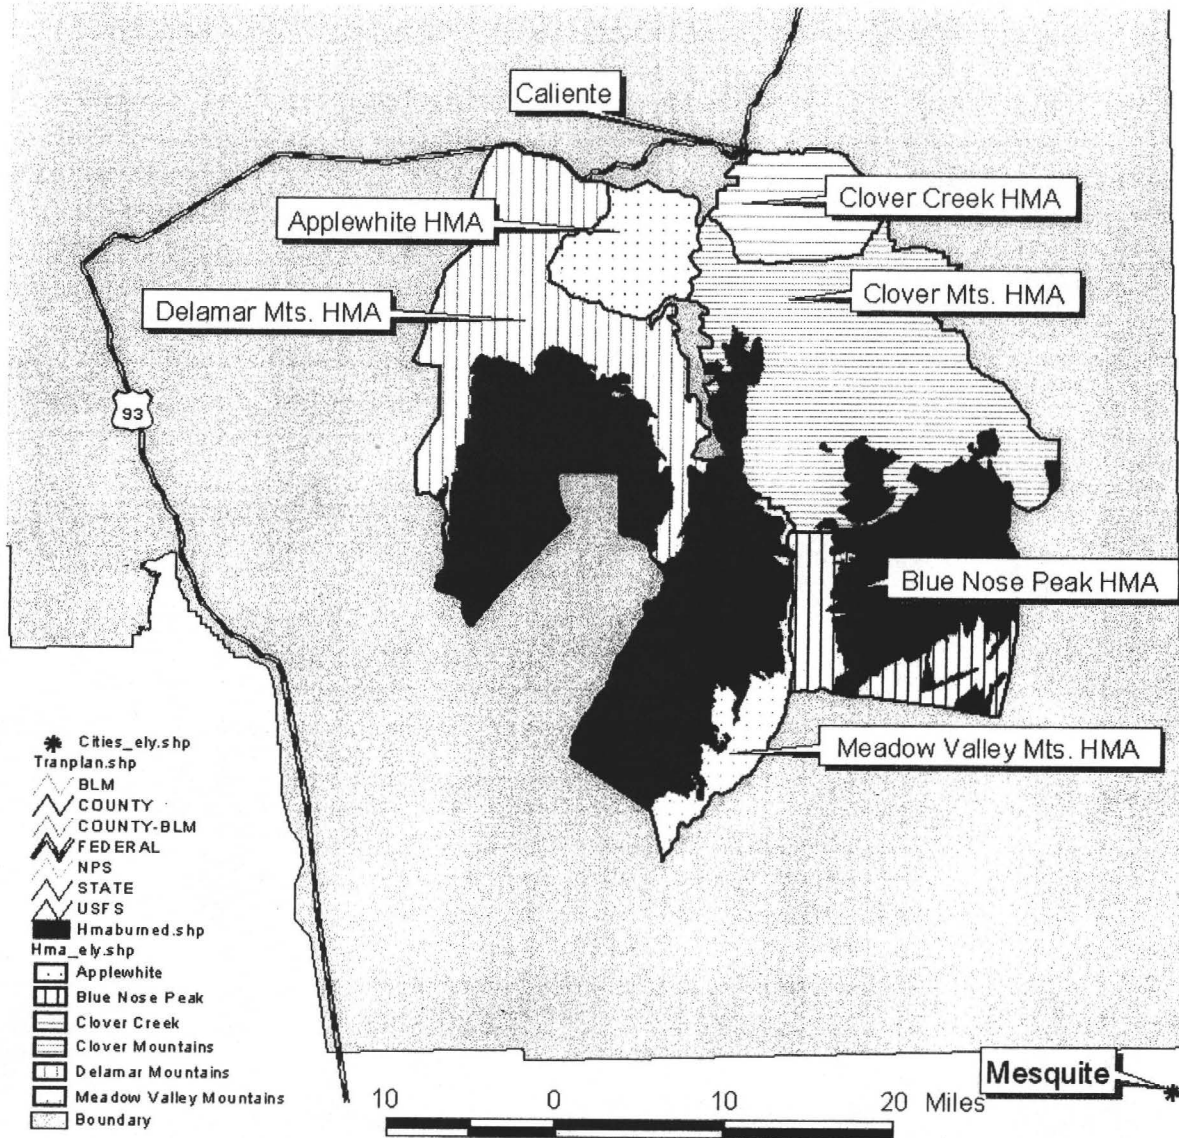 Caliente
Clover Creek HMA
Applewhite HMA
Clover Mts. HMA
Delamar Mts. HMA
93
Blue Nose Peak HMA
Meadow Valley Mts. HMA
Cities_ely.shp
Tranplan.shp
BLM
COUNTY
COUNTY-BLM
FEDERAL
NPS
STATE
USFS
Hmaburned.shp
Hma_ely.shp
Applewhite
Blue Nose Peak
Clover Creek
Clover Mountains
Delamar Mountains
Meadow Valley Mountains
Boundary
Mesquite
10 0 10 20 Miles